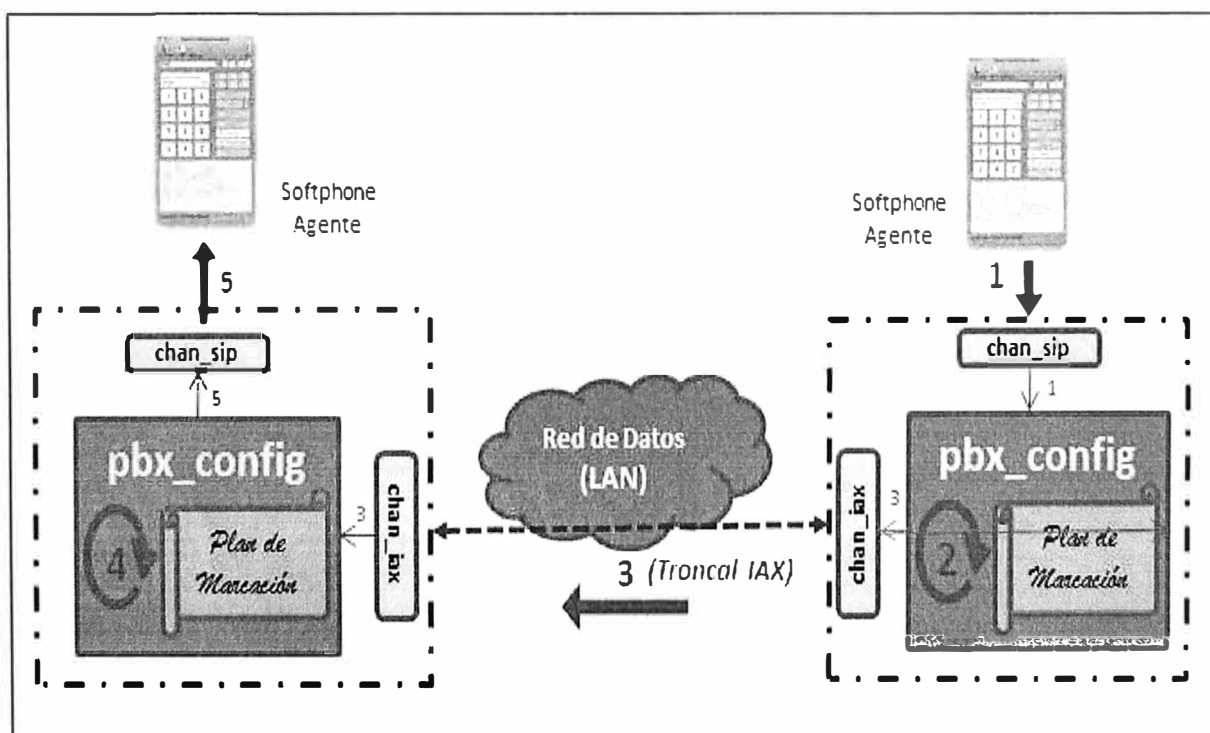 Softphone
Agente
5
chan_sip
5
pbx_config
4
Plan de
Marcación
3
chan_iax
Red de Datos
(LAN)
3 (Troncal IAX)
Softphone
Agente
1
chan_sip
1
pbx_config
2
Plan de
Marcación
3
chan_iax